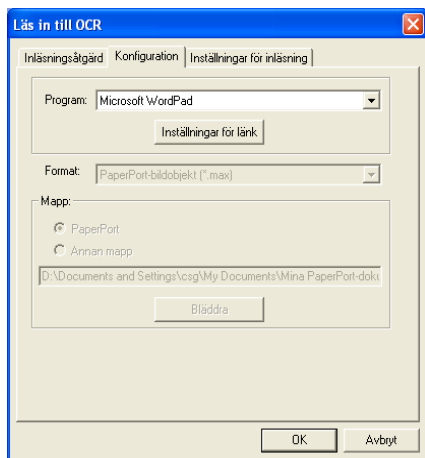 Läs in till OCR
Inläsningsåtgärd Konfiguration Inställningar för inläsning
Program: Microsoft WordPad
Inställningar för länk
Format: PaperPort-bildobjekt (*.max)
Mapp:
PaperPort
Annan mapp
D:\Documents and Settings\csg\My Documents\Mina PaperPort-doku
Bläddra
OK Avbryt